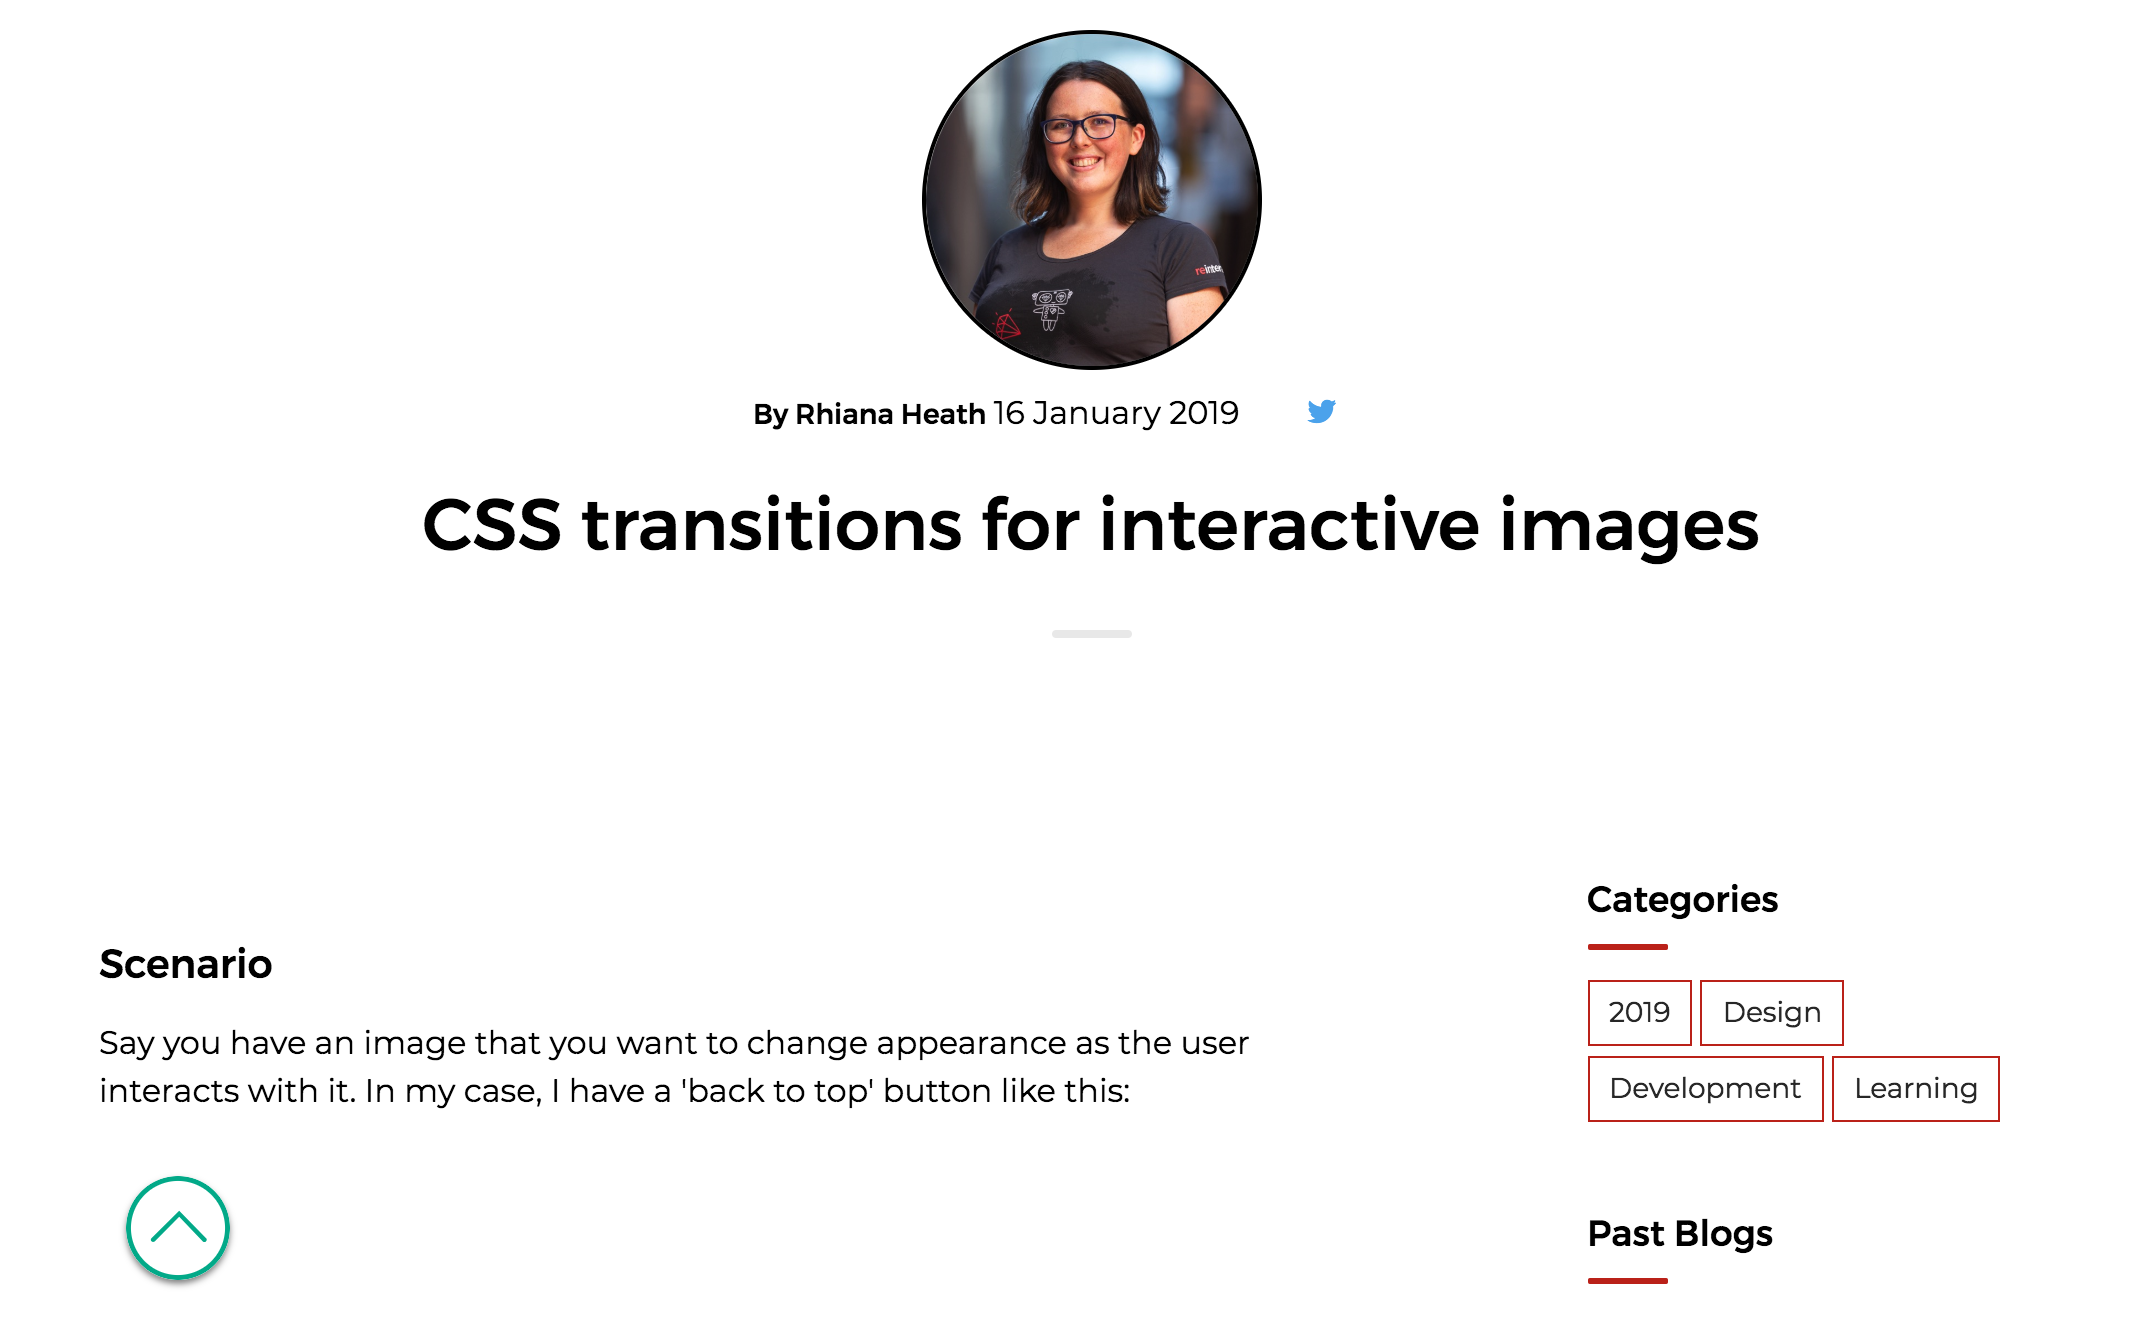 reinter
By Rhiana Heath 16 January 2019
CSS transitions for interactive images
Scenario
Say you have an image that you want to change appearance as the user
interacts with it. In my case, I have a 'back to top' button like this:
Categories
2019 Design
Development Learning
Past Blogs